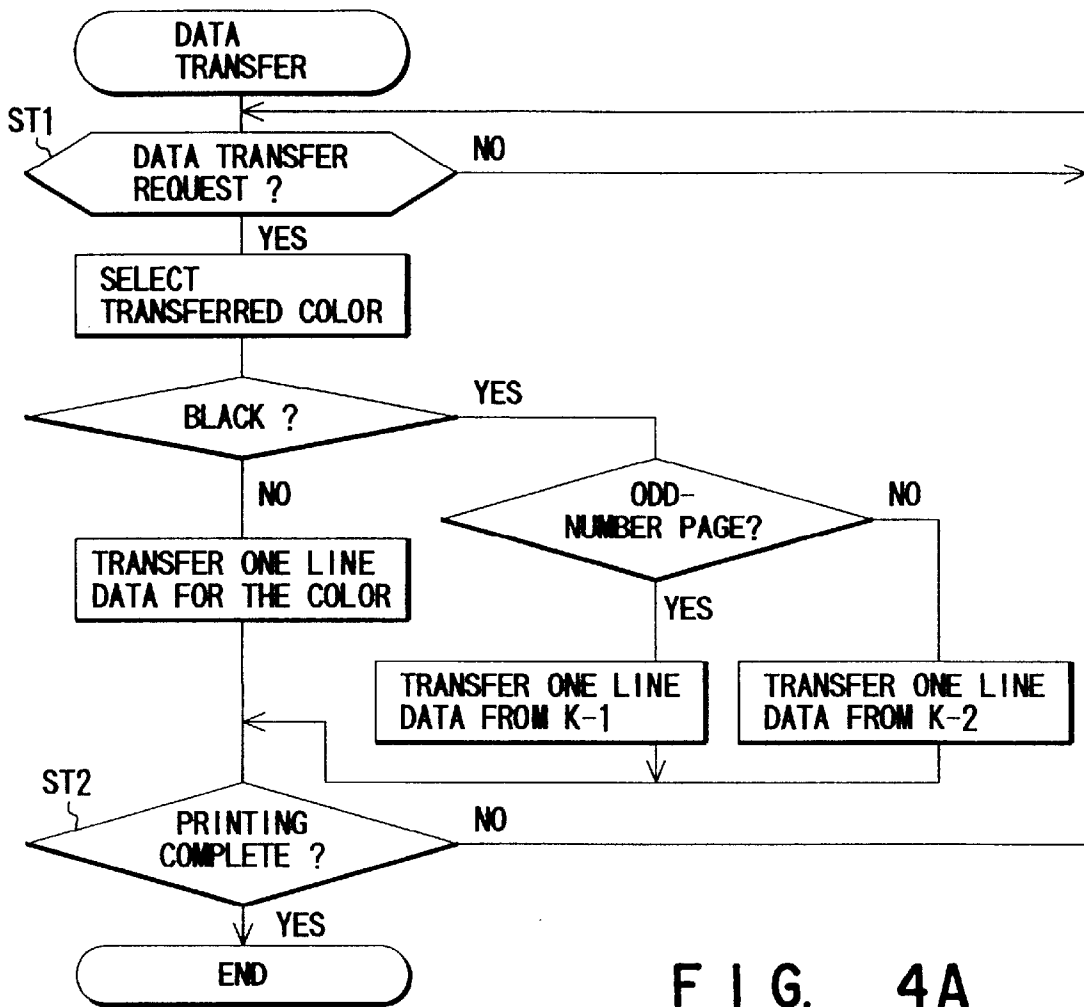 DATA
TRANSFER
ST1
DATA TRANSFER
REQUEST ?
NO
YES
SELECT
TRANSFERRED COLOR
BLACK ?
YES
NO
ODD-
NUMBER PAGE?
NO
TRANSFER ONE LINE
DATA FOR THE COLOR
YES
TRANSFER ONE LINE
DATA FROM K-1
TRANSFER ONE LINE
DATA FROM K-2
ST2
PRINTING
COMPLETE ?
NO
YES
END
FIG. 4A